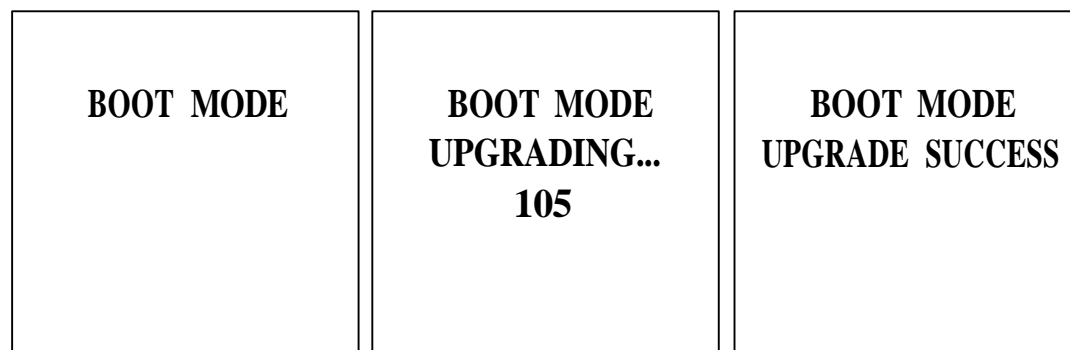 BOOT MODE
BOOT MODE
UPGRADING...
105
BOOT MODE
UPGRADE SUCCESS